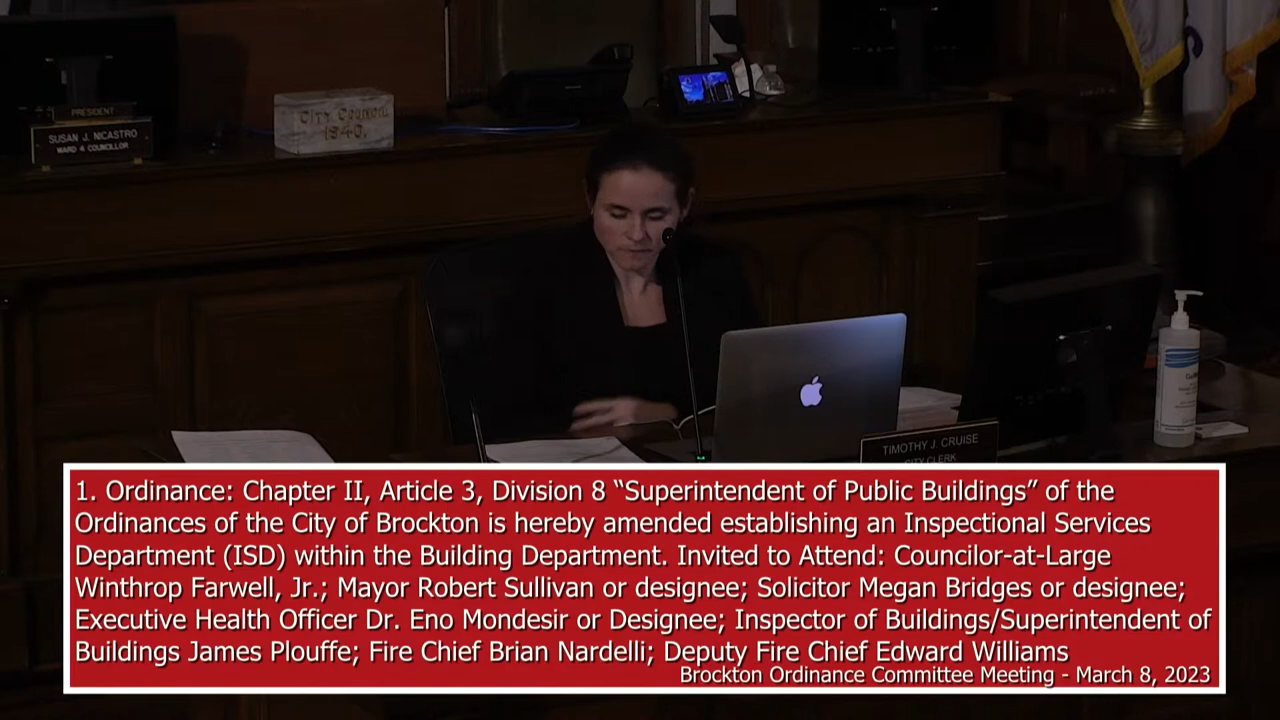 PRESIDENT
SUSAN J. NICASTRO
WARD 4 COUNCILLOR
CITY COUNCIL
1840.
TIMOTHY J. CRUISE
CITY CLERK
1. Ordinance: Chapter II, Article 3, Division 8 “Superintendent of Public Buildings” of the
Ordinances of the City of Brockton is hereby amended establishing an Inspectional Services
Department (ISD) within the Building Department. Invited to Attend: Councilor-at-Large
Winthrop Farwell, Jr.; Mayor Robert Sullivan or designee; Solicitor Megan Bridges or designee;
Executive Health Officer Dr. Eno Mondesir or Designee; Inspector of Buildings/Superintendent of
Buildings James Plouffe; Fire Chief Brian Nardelli; Deputy Fire Chief Edward Williams
Brockton Ordinance Committee Meeting - March 8, 2023